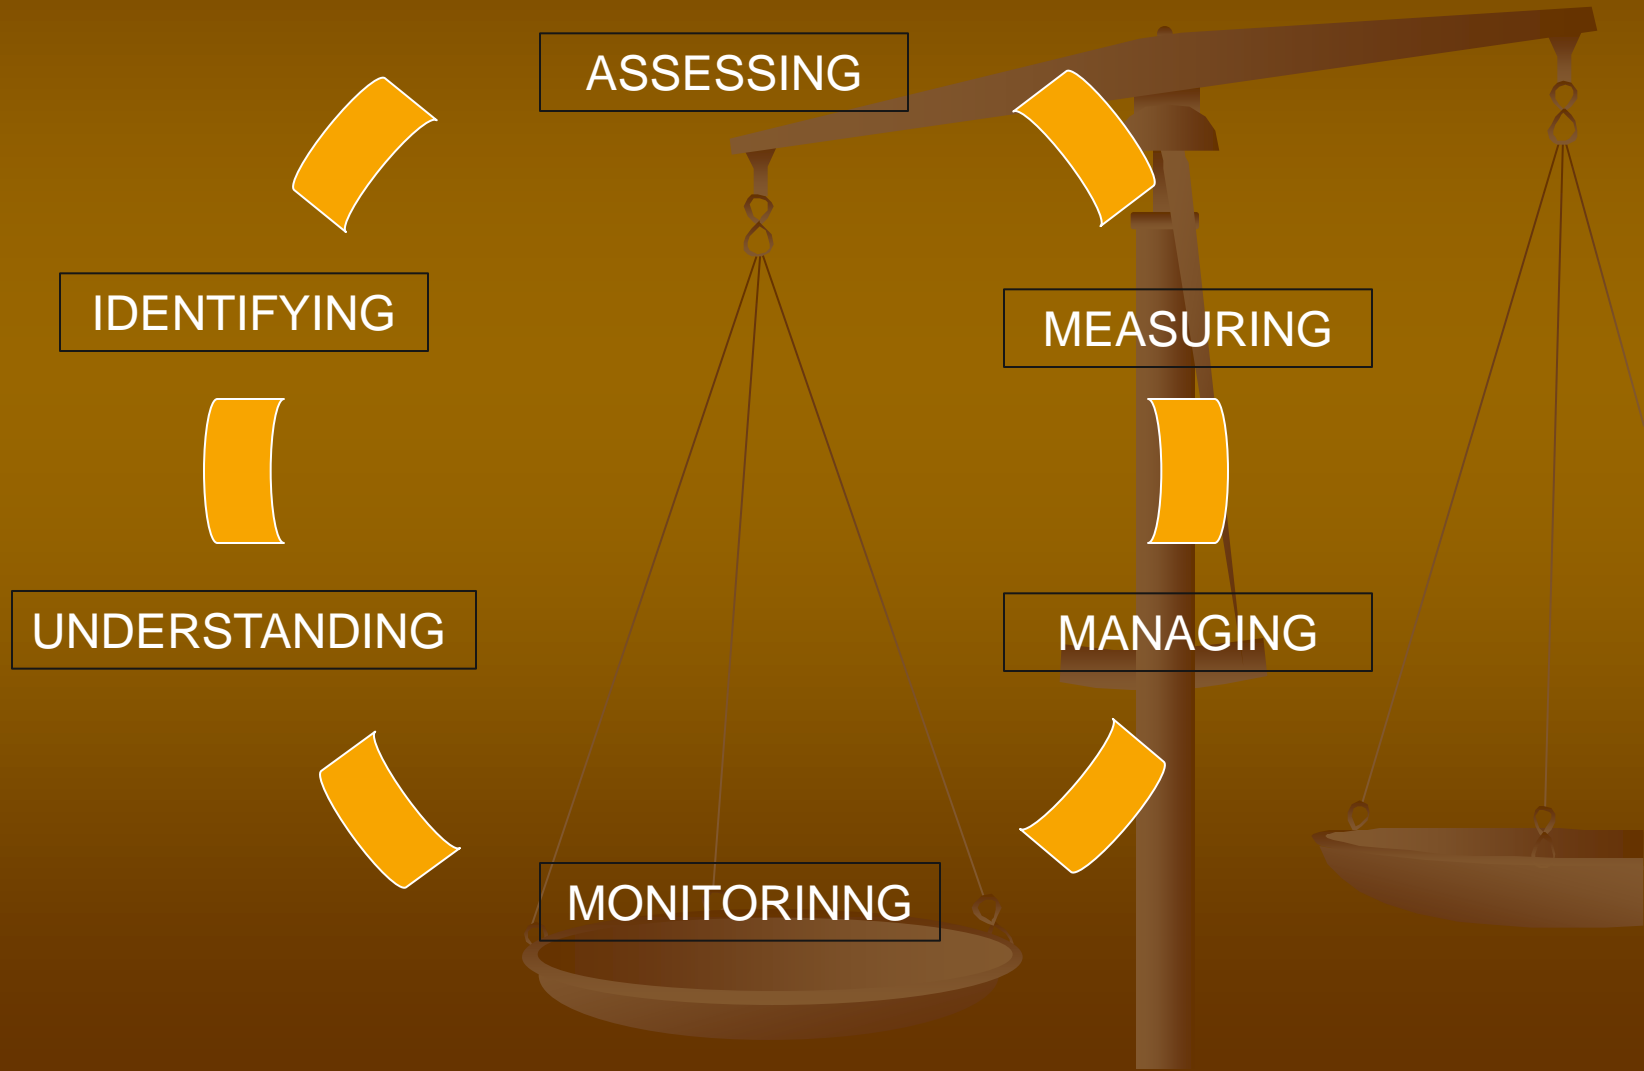 ASSESSING
IDENTIFYING
MEASURING
UNDERSTANDING
MANAGING
MONITORINNG